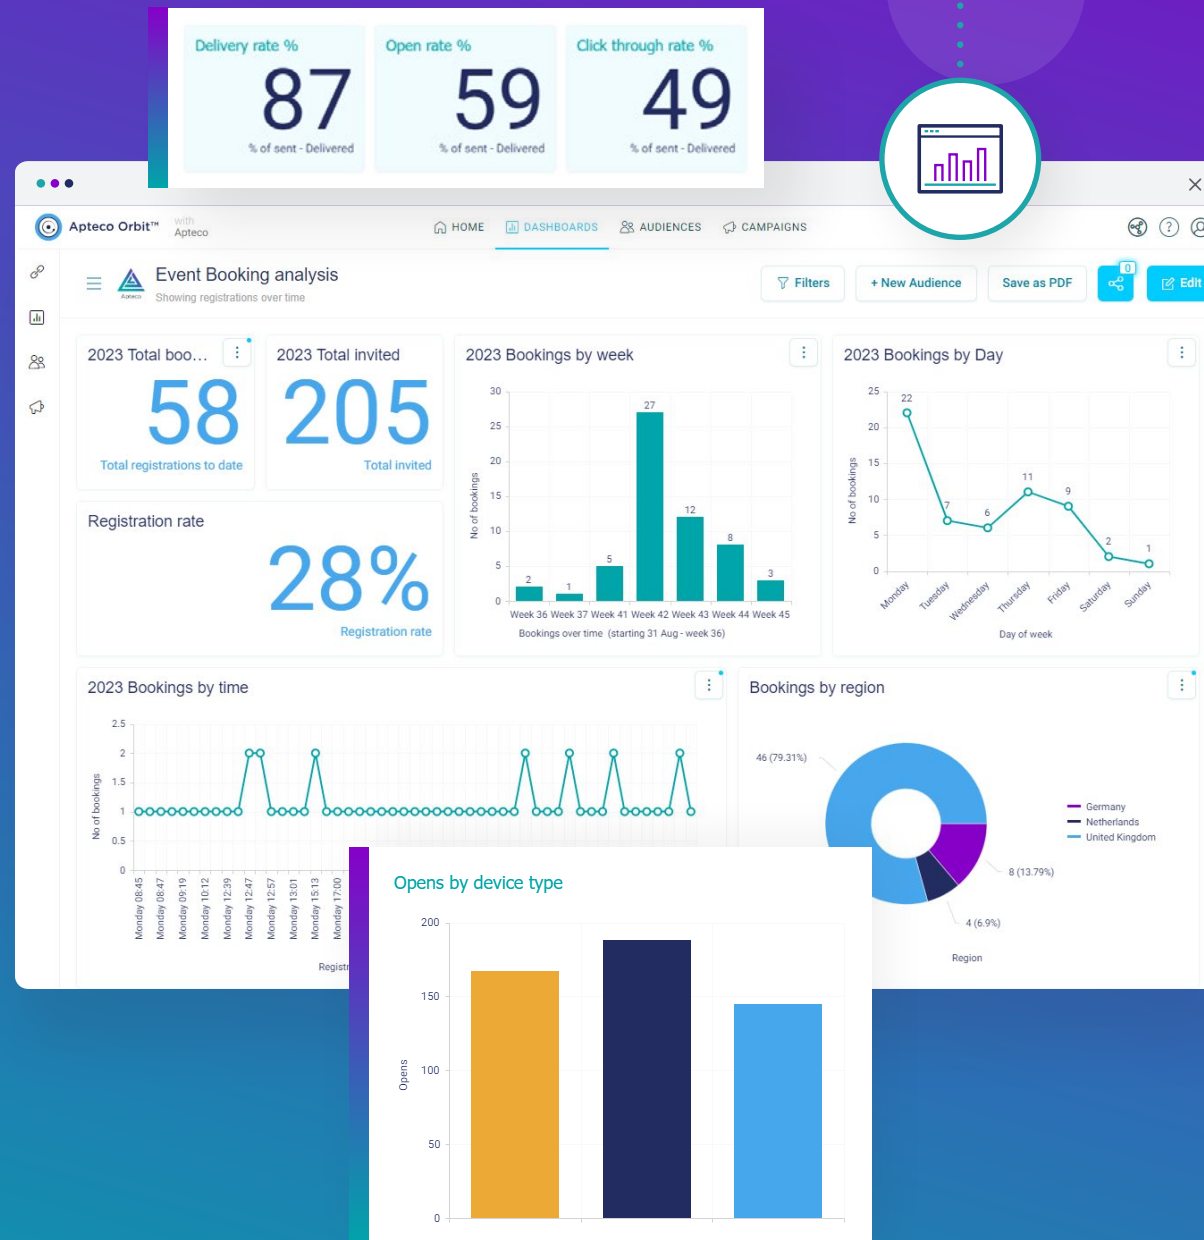 Delivery rate %
87
% of sent - Delivered
Open rate %
59
% of sent - Delivered
Click through rate %
49
% of sent - Delivered
Apteco Orbit™
with
Apteco
HOME
DASHBOARDS
AUDIENCES
CAMPAIGNS
?
Apteco
Event Booking analysis
Showing registrations over time
Filters
+ New Audience
Save as PDF
0
Edit
2023 Total boo...
58
Total registrations to date
2023 Total invited
205
Total invited
Registration rate
28%
Registration rate
2023 Bookings by week
No of bookings
30
25
20
15
10
5
0
2
1
5
27
12
8
3
Week 36 Week 37 Week 41 Week 42 Week 43 Week 44 Week 45
Bookings over time (starting 31 Aug - week 36)
2023 Bookings by Day
No of bookings
25
20
15
10
5
0
22
7
6
11
9
2
1
Monday
Tuesday
Wednesday
Thursday
Friday
Saturday
Sunday
Day of week
2023 Bookings by time
No of bookings
2.5
2
1.5
1
0.5
0
Monday 08:45
Monday 08:47
Monday 09:19
Monday 10:12
Monday 12:39
Monday 12:47
Monday 12:57
Monday 13:01
Monday 15:13
Monday 17:00
Registr
Bookings by region
46 (79.31%)
8 (13.79%)
4 (6.9%)
Germany
Netherlands
United Kingdom
Region
Opens by device type
Opens
200
150
100
50
0